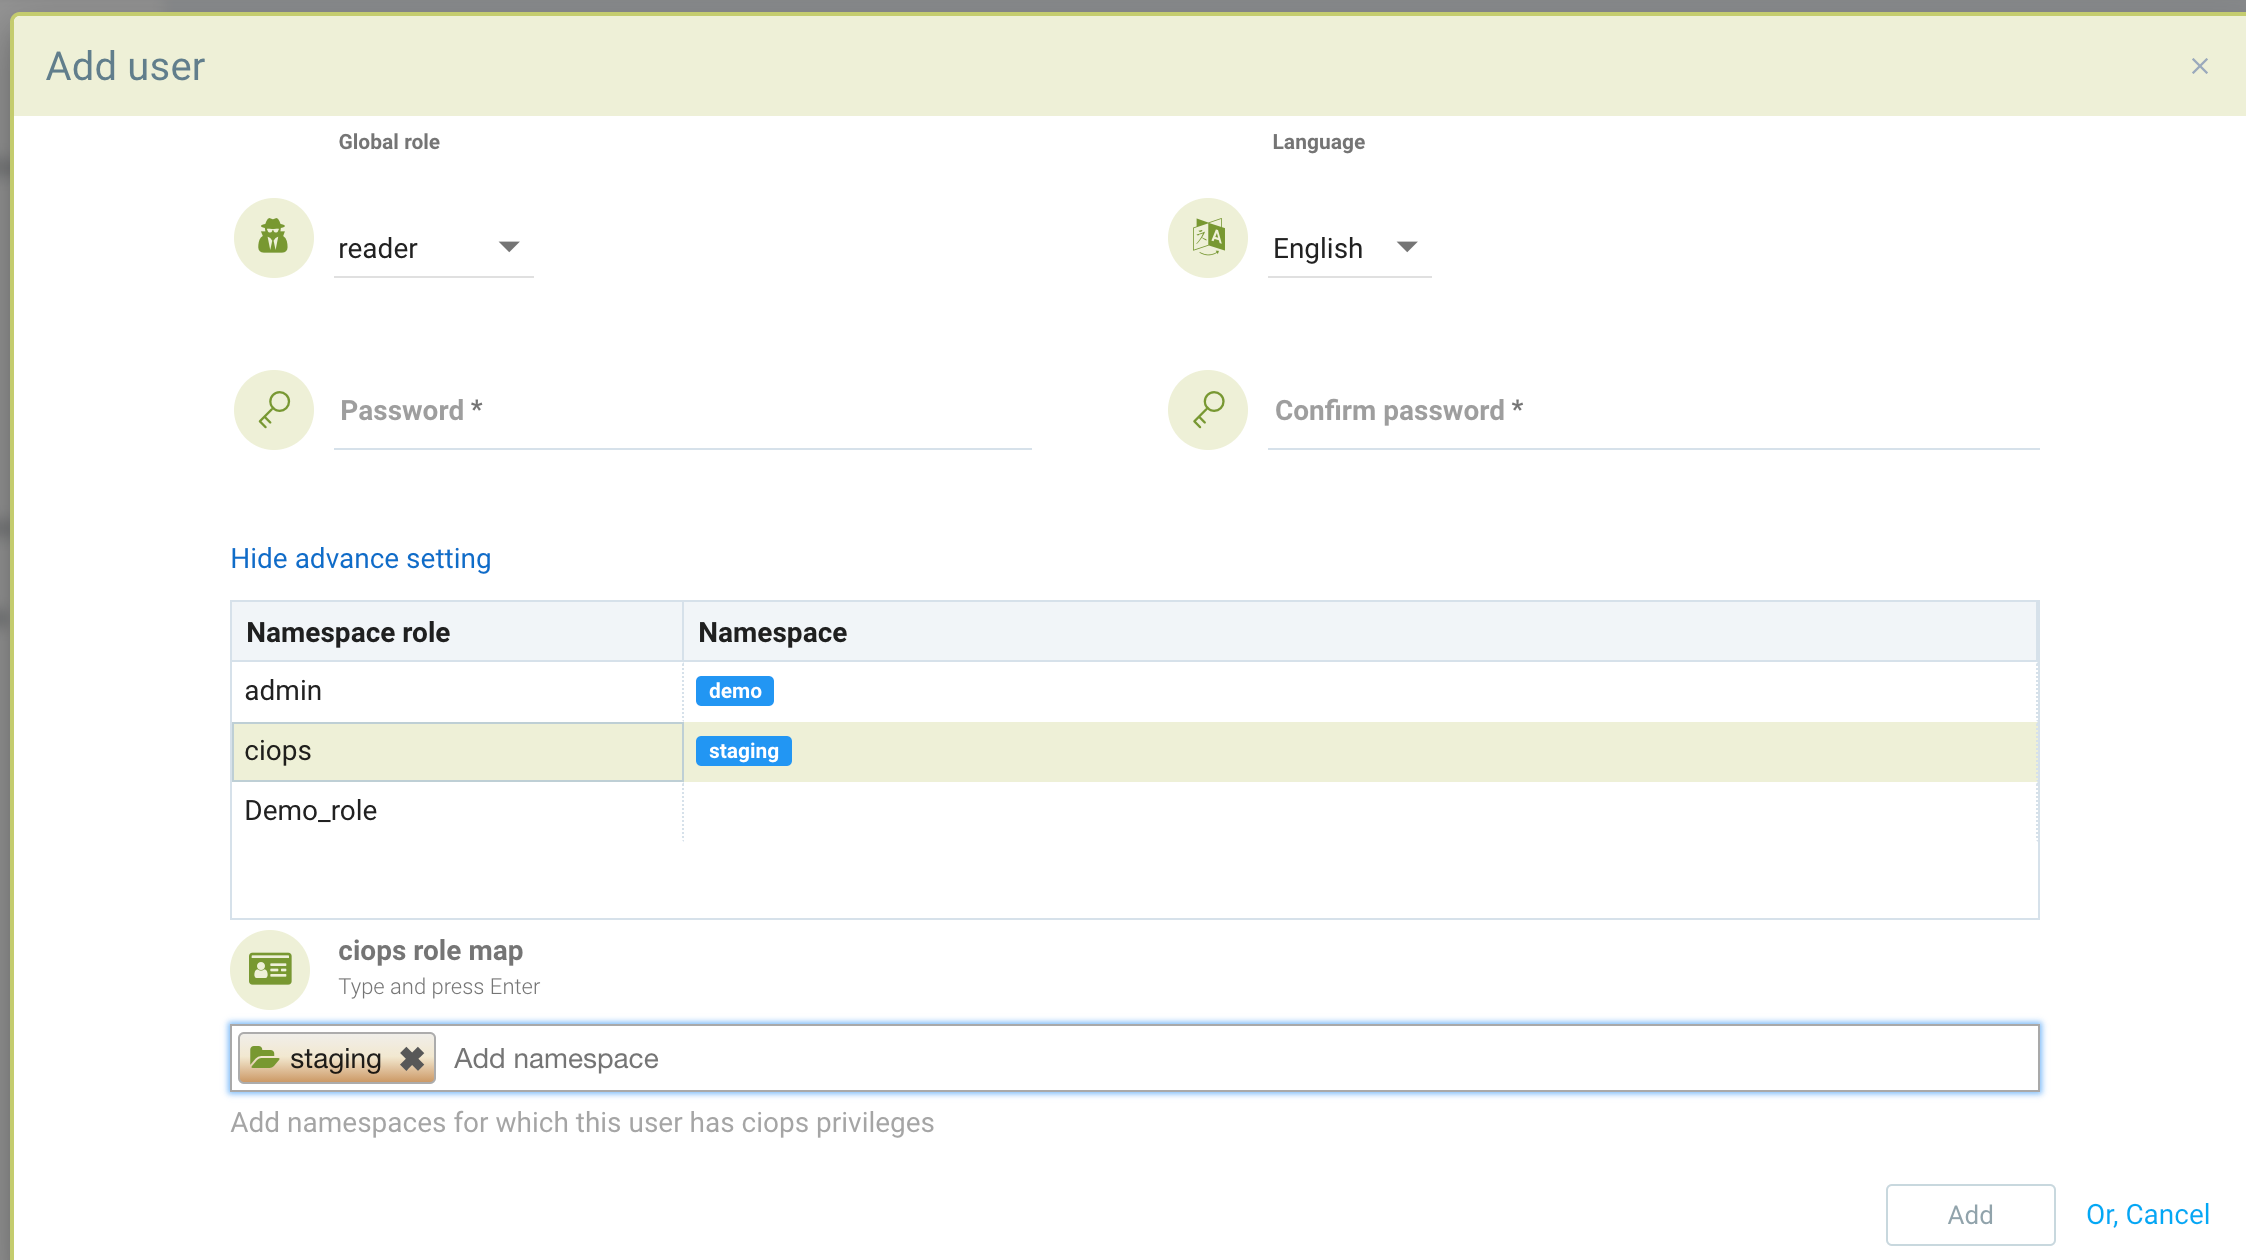 Add user
Global role
Language
reader
English
Password *
Confirm password *
Hide advance setting
Namespace role
Namespace
admin
demo
ciops
staging
Demo_role
ciops role map
Type and press Enter
staging
Add namespace
Add namespaces for which this user has ciops privileges
Add
Or, Cancel